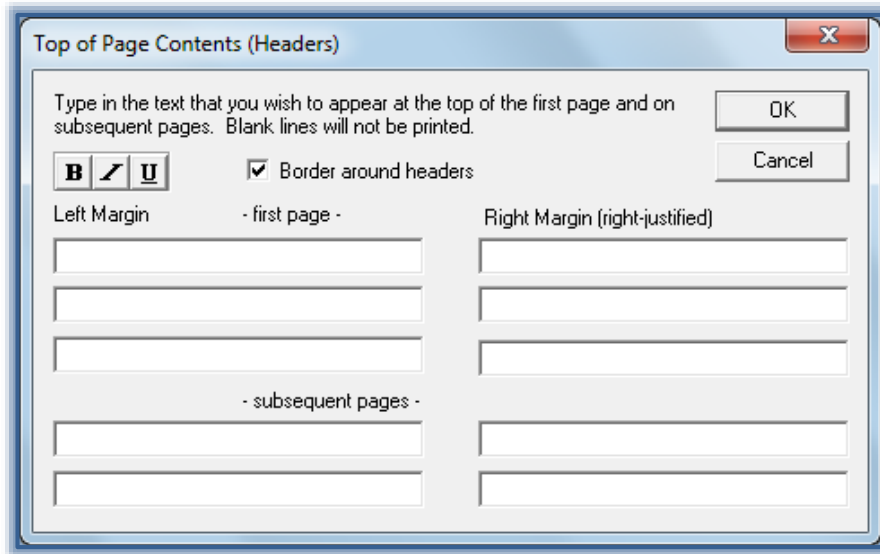 Top of Page Contents (Headers)
X
Type in the text that you wish to appear at the top of the first page and on
subsequent pages.  Blank lines will not be printed.
OK
Cancel
B I U
Border around headers
Left Margin
- first page -
Right Margin (right-justified)
- subsequent pages -